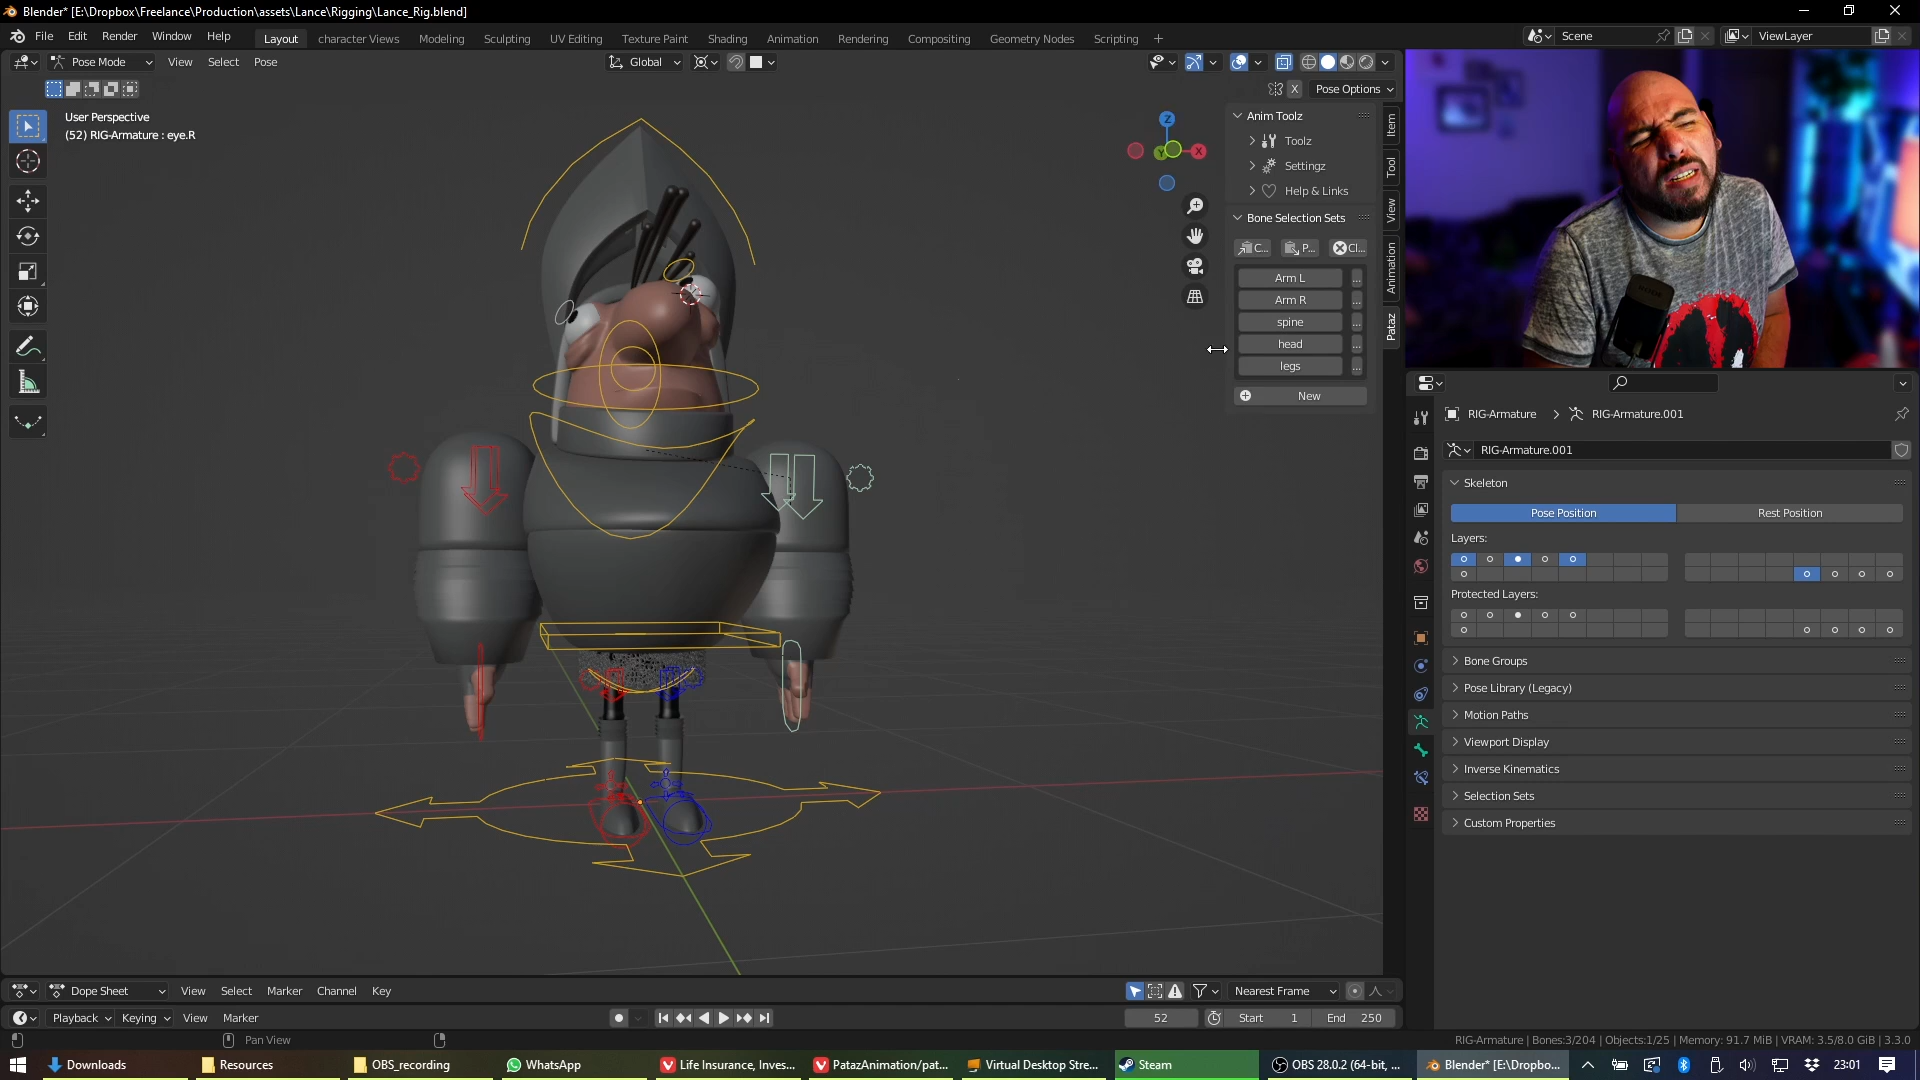 Blender* [E:\Dropbox\Freelance\Production\assets\Lance\Rigging\Lance_Rig.blend]
File Edit Render Window Help Layout character Views Modeling Sculpting UV Editing Texture Paint Shading Animation Rendering Compositing Geometry Nodes Scripting + Scene ViewLayer
Pose Mode View Select Pose Global
X Pose Options
User Perspective
(52) RIG-Armature : eye.R
Z
X
Y
Anim Toolz
Toolz
Settingz
Help & Links
Bone Selection Sets
C... P... Cl...
Arm L ...
Arm R ...
spine ...
head ...
legs ...
New
Item
Tool
View
Animation
Pataz
RIG-Armature > RIG-Armature.001
RIG-Armature.001
Skeleton
Pose Position Rest Position
Layers:
Protected Layers:
Bone Groups
Pose Library (Legacy)
Motion Paths
Viewport Display
Inverse Kinematics
Selection Sets
Custom Properties
Dope Sheet View Select Marker Channel Key Nearest Frame
Playback Keying View Marker 52 Start 1 End 250
Pan View RIG-Armature | Bones:3/204 | Objects:1/25 | Memory: 91.7 MiB | VRAM: 3.5/8.0 GiB | 3.3.0
Downloads Resources OBS_recording WhatsApp Life Insurance, Inves... PatazAnimation/pat... Virtual Desktop Stre... Steam OBS 28.0.2 (64-bit, ... Blender* [E:\Dropbo... 23:01